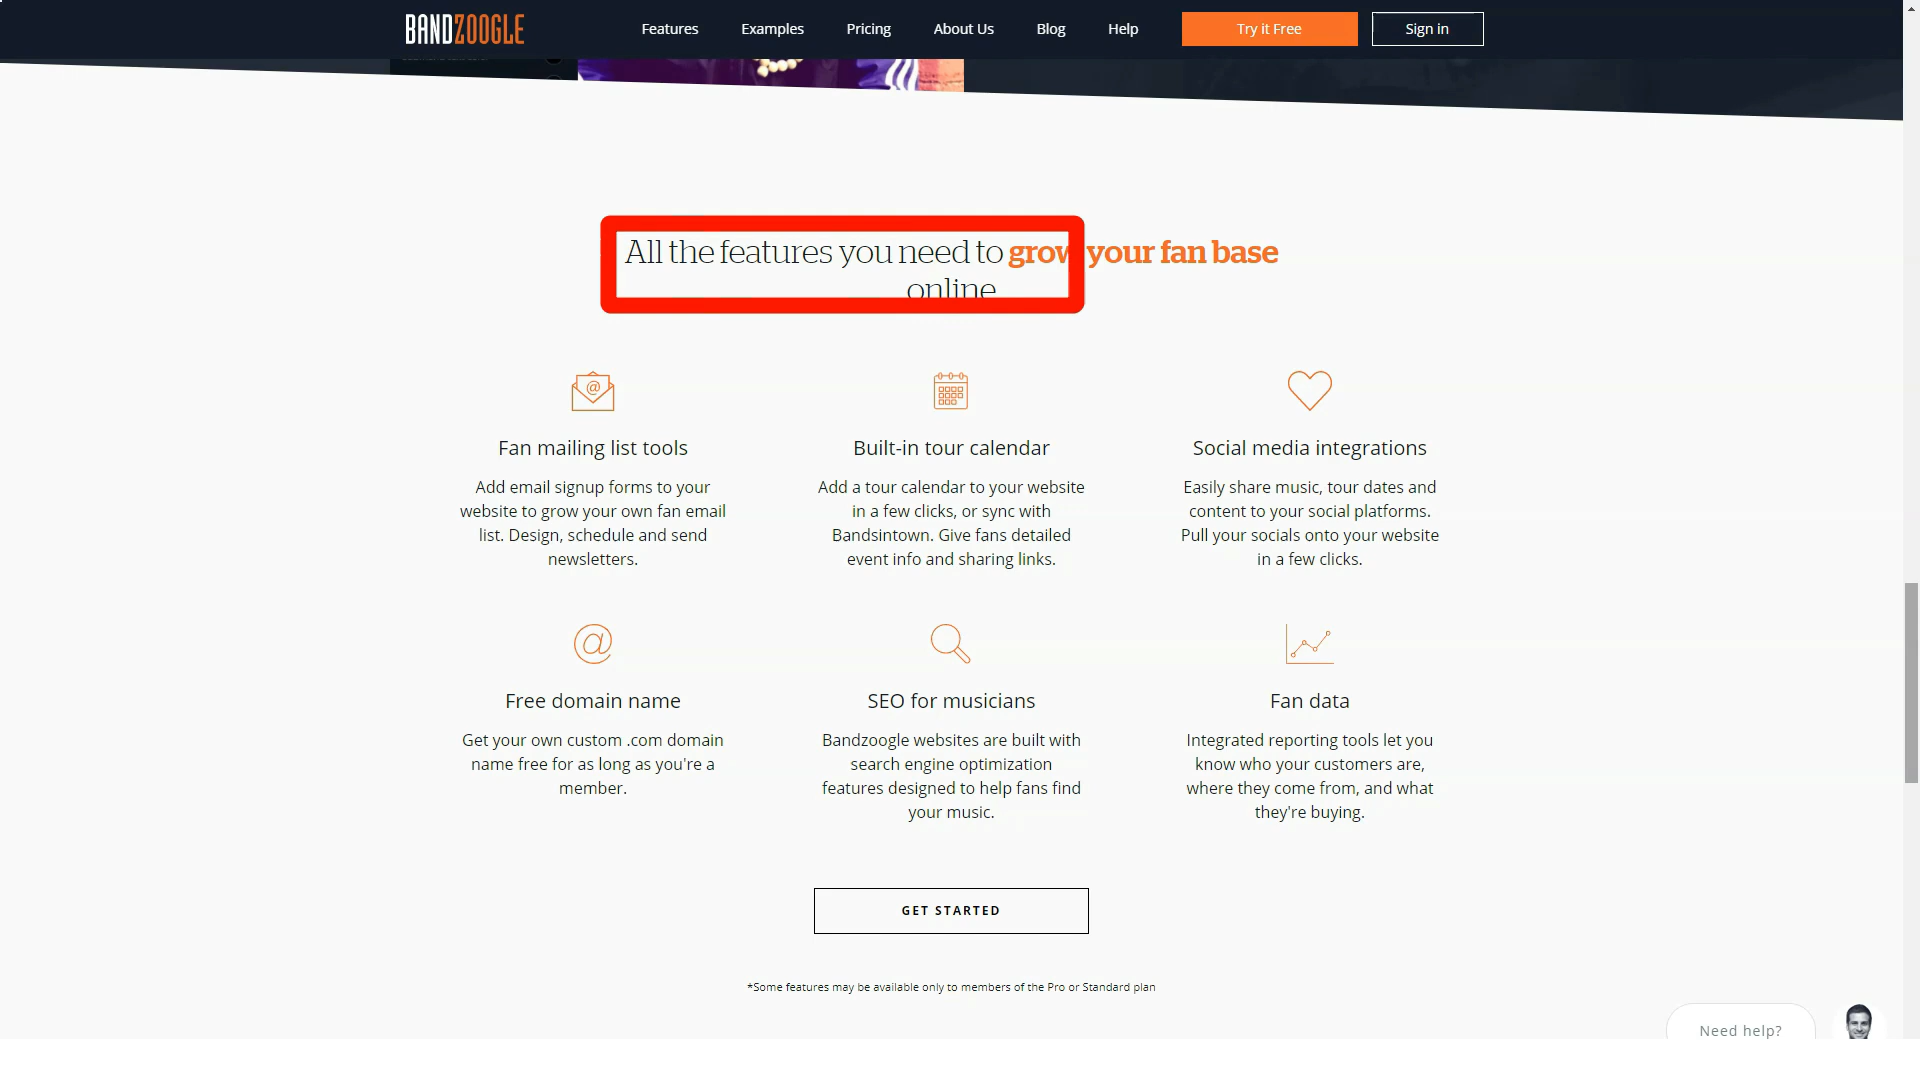 BANDZOOGLE
Features
Examples
Pricing
About Us
Blog
Help
Try it Free
Sign in
All the features you need to grow your fan base
online
Fan mailing list tools
Add email signup forms to your
website to grow your own fan email
list. Design, schedule and send
newsletters.
Built-in tour calendar
Add a tour calendar to your website
in a few clicks, or sync with
Bandsintown. Give fans detailed
event info and sharing links.
Social media integrations
Easily share music, tour dates and
content to your social platforms.
Pull your socials onto your website
in a few clicks.
Free domain name
Get your own custom .com domain
name free for as long as you're a
member.
SEO for musicians
Bandzoogle websites are built with
search engine optimization
features designed to help fans find
your music.
Fan data
Integrated reporting tools let you
know who your customers are,
where they come from, and what
they're buying.
GET STARTED
*Some features may be available only to members of the Pro or Standard plan
Need help?